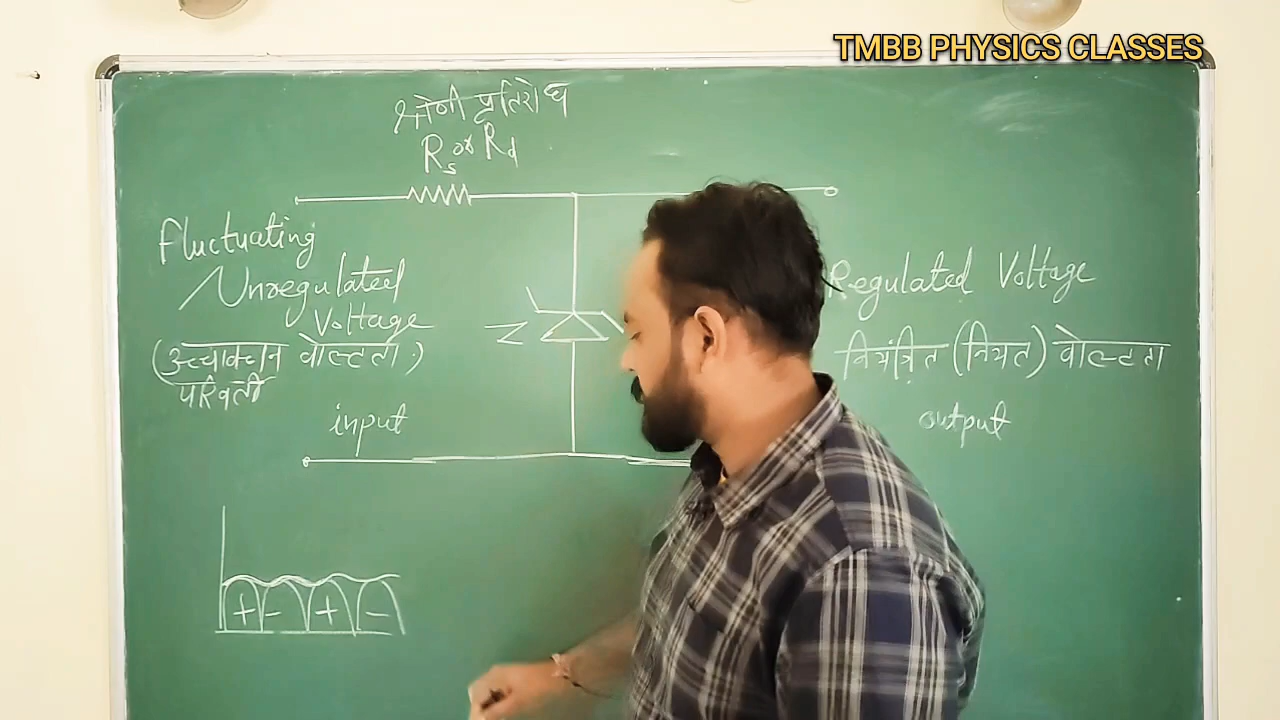 TMBB PHYSICS CLASSES
श्रेणी प्रतिरोध
Rs or Rd
Fluctuating
Unregulated
Voltage
(उच्चावचन वोल्टता)
परिवर्ती
input
Z
Regulated Voltage
नियंत्रित (नियत) वोल्टता
output
+ - + -